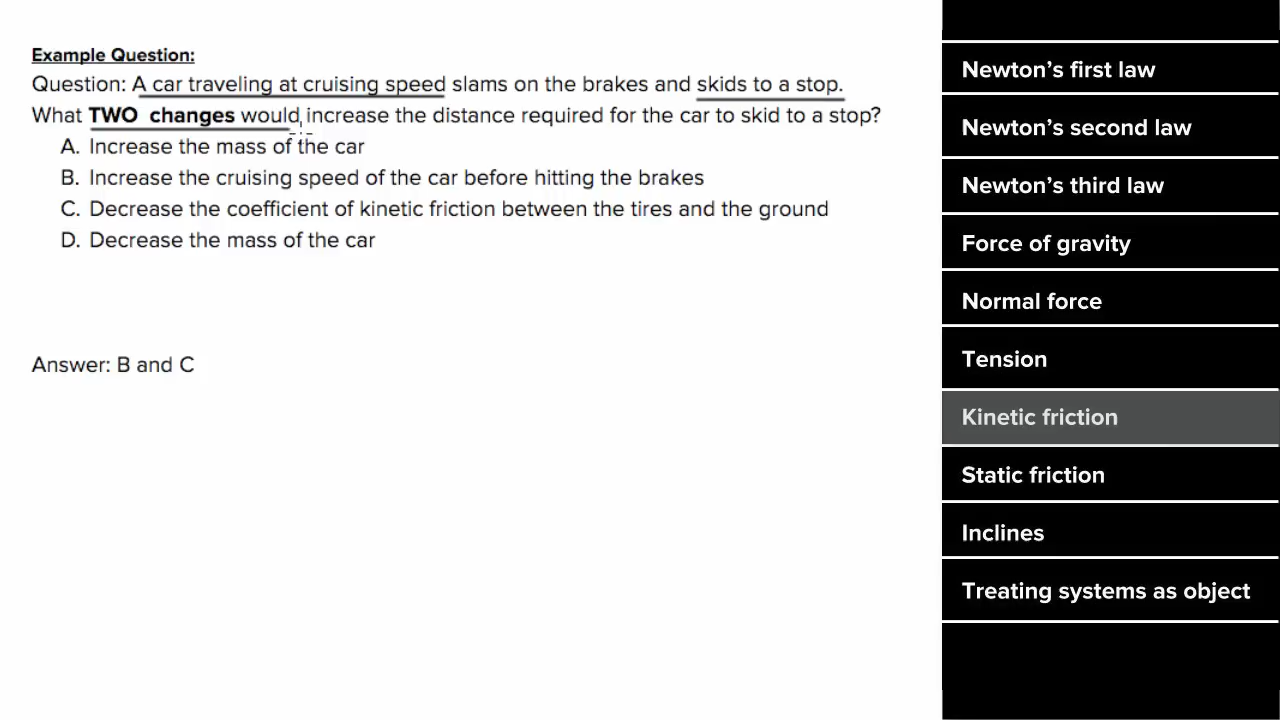 Example Question:
Question: A car traveling at cruising speed slams on the brakes and skids to a stop.
What TWO changes would increase the distance required for the car to skid to a stop?
A. Increase the mass of the car
B. Increase the cruising speed of the car before hitting the brakes
C. Decrease the coefficient of kinetic friction between the tires and the ground
D. Decrease the mass of the car
Answer: B and C
Newton's first law
Newton's second law
Newton's third law
Force of gravity
Normal force
Tension
Kinetic friction
Static friction
Inclines
Treating systems as object